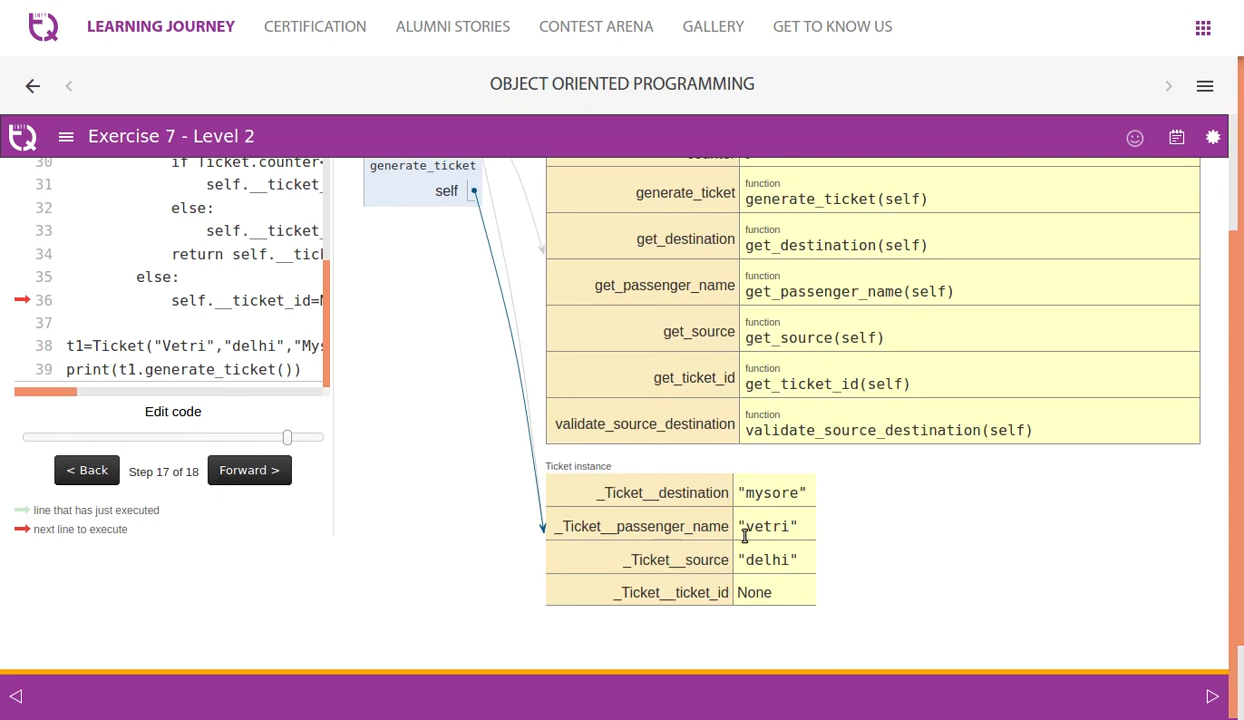 LEARNING JOURNEY CERTIFICATION ALUMNI STORIES CONTEST ARENA GALLERY GET TO KNOW US
OBJECT ORIENTED PROGRAMMING
Exercise 7 - Level 2
30 if Ticket.counter<
31 self.__ticket_
32 else:
33 self.__ticket_
34 return self.__tick
35 else:
36 self.__ticket_id=N
37
38 t1=Ticket("Vetri","delhi","Mys
39 print(t1.generate_ticket())
Edit code
< Back Step 17 of 18 Forward >
line that has just executed
next line to execute
generate_ticket
self
counter
generate_ticket function
generate_ticket(self)
get_destination function
get_destination(self)
get_passenger_name function
get_passenger_name(self)
get_source function
get_source(self)
get_ticket_id function
get_ticket_id(self)
validate_source_destination function
validate_source_destination(self)
Ticket instance
_Ticket__destination "mysore"
_Ticket__passenger_name "vetri"
_Ticket__source "delhi"
_Ticket__ticket_id None